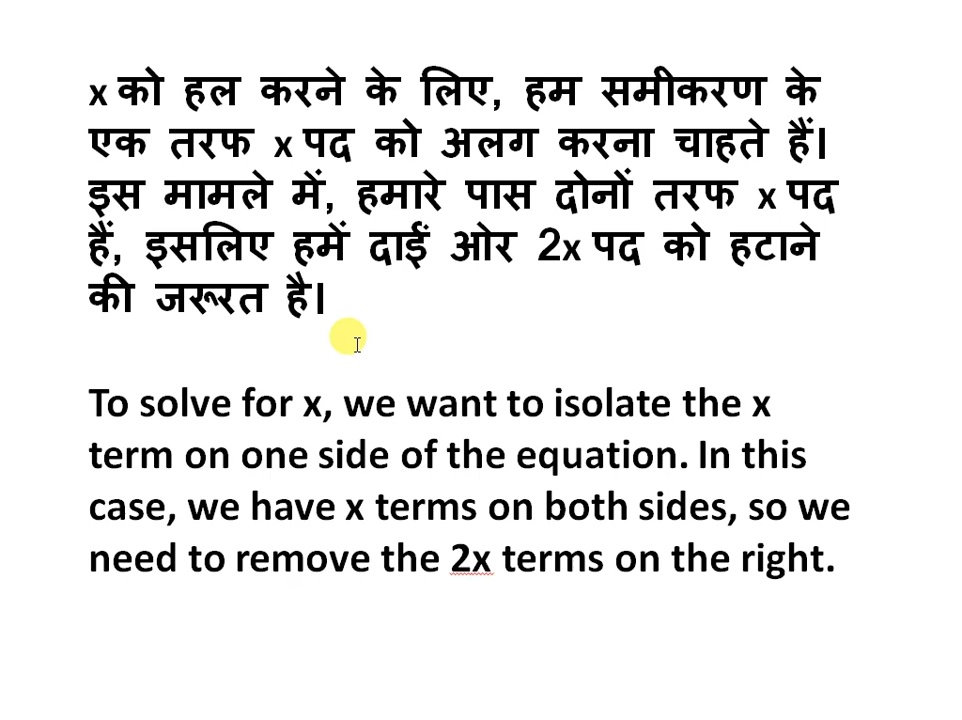 x को हल करने के लिए, हम समीकरण के
एक तरफ x पद को अलग करना चाहते हैं।
इस मामले में, हमारे पास दोनों तरफ x पद
हैं, इसलिए हमें दाईं ओर 2x पद को हटाने
की जरूरत है।
To solve for x, we want to isolate the x
term on one side of the equation. In this
case, we have x terms on both sides, so we
need to remove the 2x terms on the right.